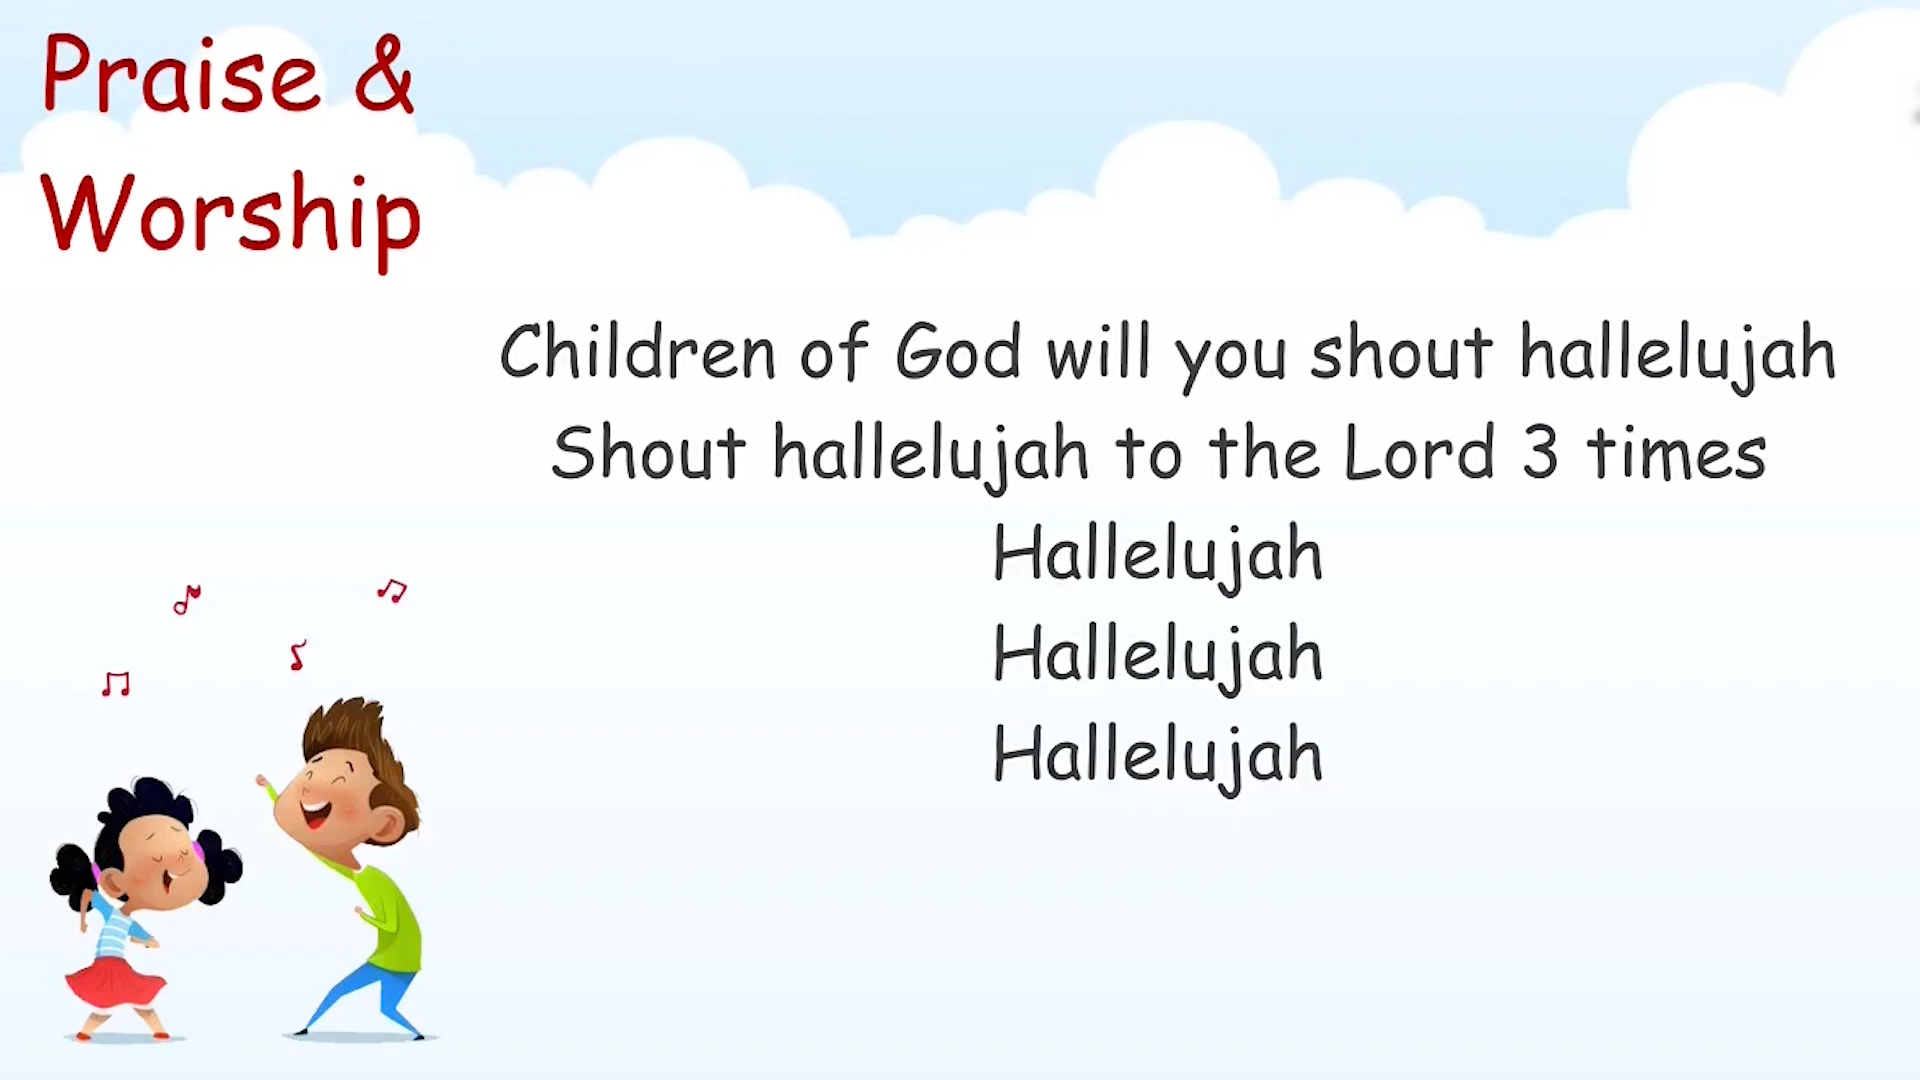 Praise &
Worship
Children of God will you shout hallelujah
Shout hallelujah to the Lord 3 times
Hallelujah
Hallelujah
Hallelujah